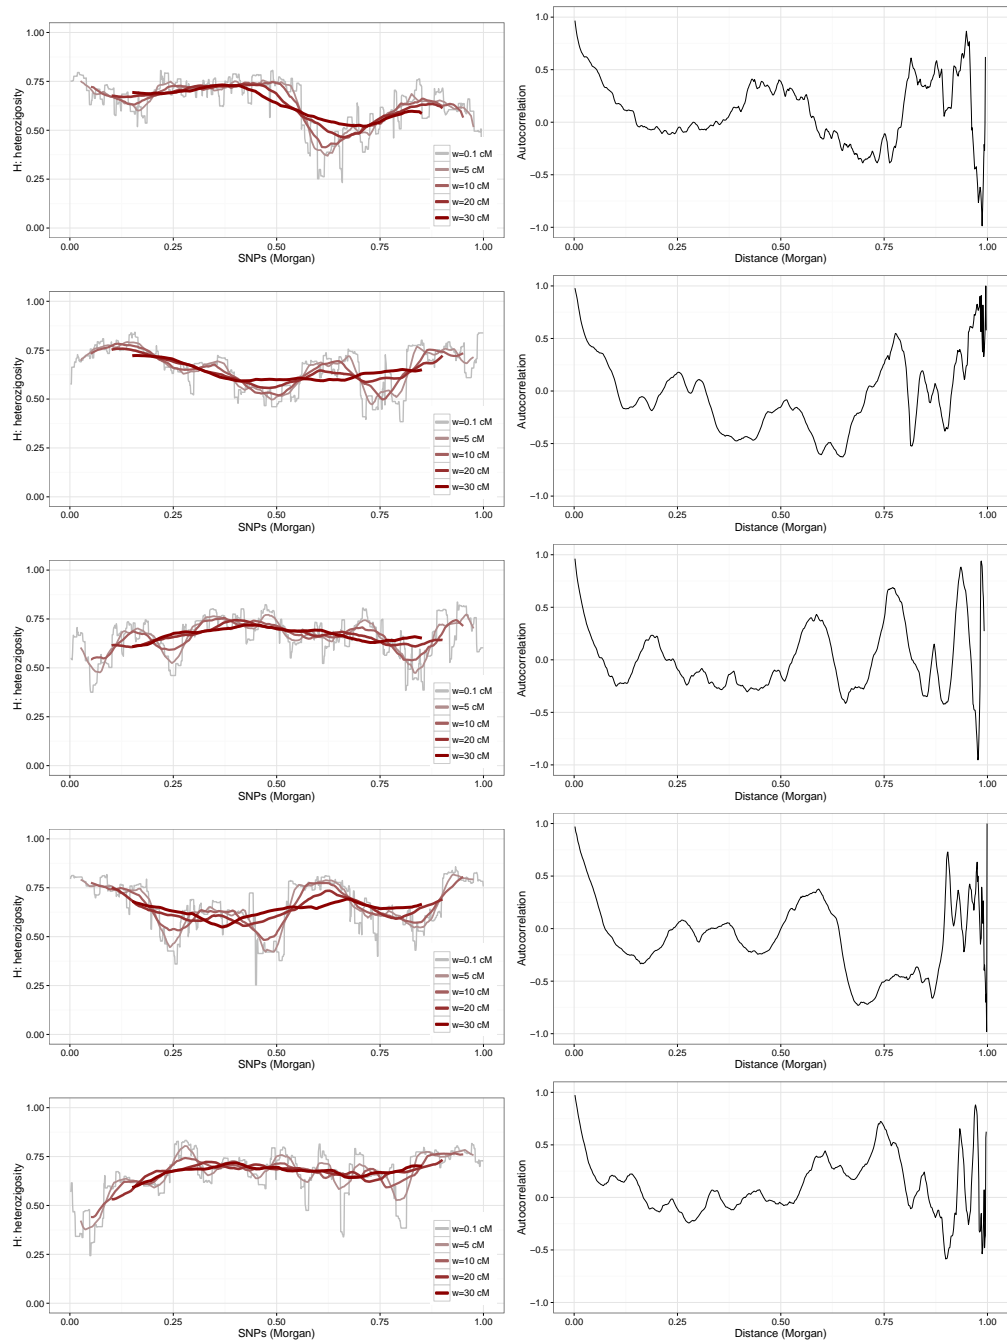 1.00
0.75
0.50
0.25
0.00
H: heterozigosity
w=0.1 cM
w=5 cM
w=10 cM
w=20 cM
w=30 cM
0.00 0.25 0.50 0.75 1.00
SNPs (Morgan)
1.0
0.5
0.0
−0.5
−1.0
Autocorrelation
0.00 0.25 0.50 0.75 1.00
Distance (Morgan)
1.00
0.75
0.50
0.25
0.00
H: heterozigosity
w=0.1 cM
w=5 cM
w=10 cM
w=20 cM
w=30 cM
0.00 0.25 0.50 0.75 1.00
SNPs (Morgan)
1.0
0.5
0.0
−0.5
−1.0
Autocorrelation
0.00 0.25 0.50 0.75 1.00
Distance (Morgan)
1.00
0.75
0.50
0.25
0.00
H: heterozigosity
w=0.1 cM
w=5 cM
w=10 cM
w=20 cM
w=30 cM
0.00 0.25 0.50 0.75 1.00
SNPs (Morgan)
1.0
0.5
0.0
−0.5
−1.0
Autocorrelation
0.00 0.25 0.50 0.75 1.00
Distance (Morgan)
1.00
0.75
0.50
0.25
0.00
H: heterozigosity
w=0.1 cM
w=5 cM
w=10 cM
w=20 cM
w=30 cM
0.00 0.25 0.50 0.75 1.00
SNPs (Morgan)
1.0
0.5
0.0
−0.5
−1.0
Autocorrelation
0.00 0.25 0.50 0.75 1.00
Distance (Morgan)
1.00
0.75
0.50
0.25
0.00
H: heterozigosity
w=0.1 cM
w=5 cM
w=10 cM
w=20 cM
w=30 cM
0.00 0.25 0.50 0.75 1.00
SNPs (Morgan)
1.0
0.5
0.0
−0.5
−1.0
Autocorrelation
0.00 0.25 0.50 0.75 1.00
Distance (Morgan)